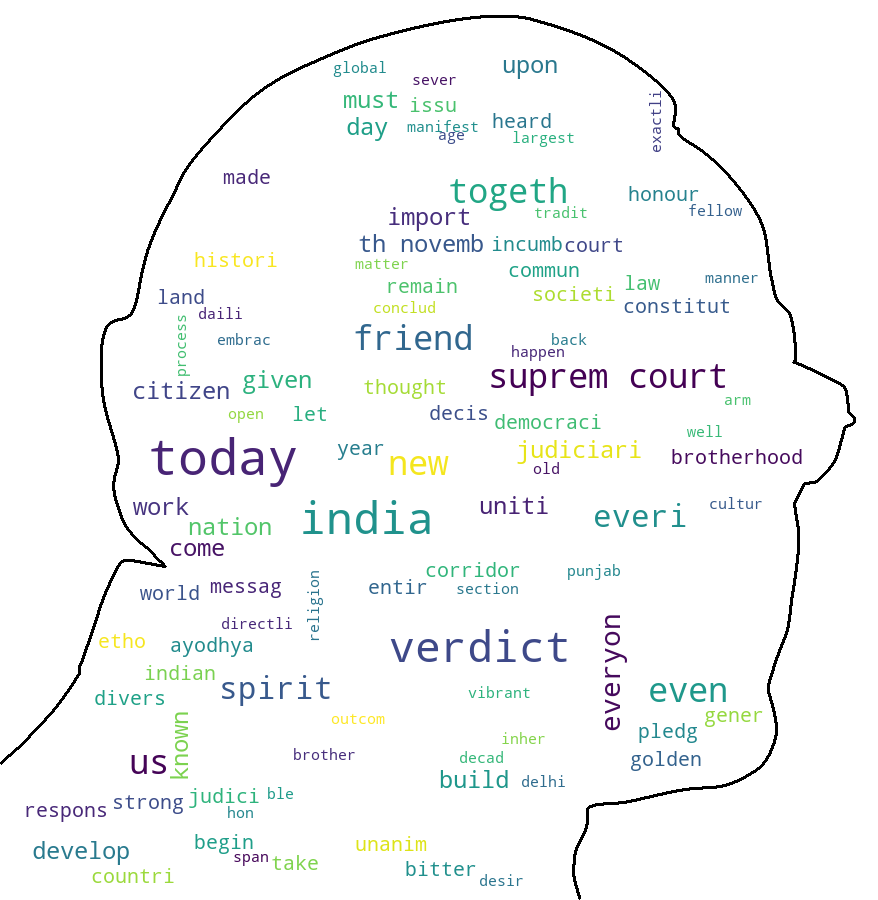 global
upon
sever
must
issu
exactli
day
manifest
heard
age
largest
made
togeth
honour
import
tradit
fellow
th novemb
incumb
court
histori
matter
commun
manner
remain
law
land
societi
daili
conclud
constitut
process
embrac
friend
back
happen
citizen
given
thought
suprem court
arm
open
let
decis
democraci
well
today
year
new
judiciari
old
brotherhood
work
india
uniti
everi
cultur
nation
come
corridor
punjab
world
messag
religion
entir
section
directli
etho
ayodhya
verdict
everyon
indian
divers
spirit
vibrant
even
known
outcom
gener
pledg
inher
us
brother
decad
golden
build
delhi
respons
strong
judici
ble
hon
develop
begin
unanim
span
take
countri
bitter
desir